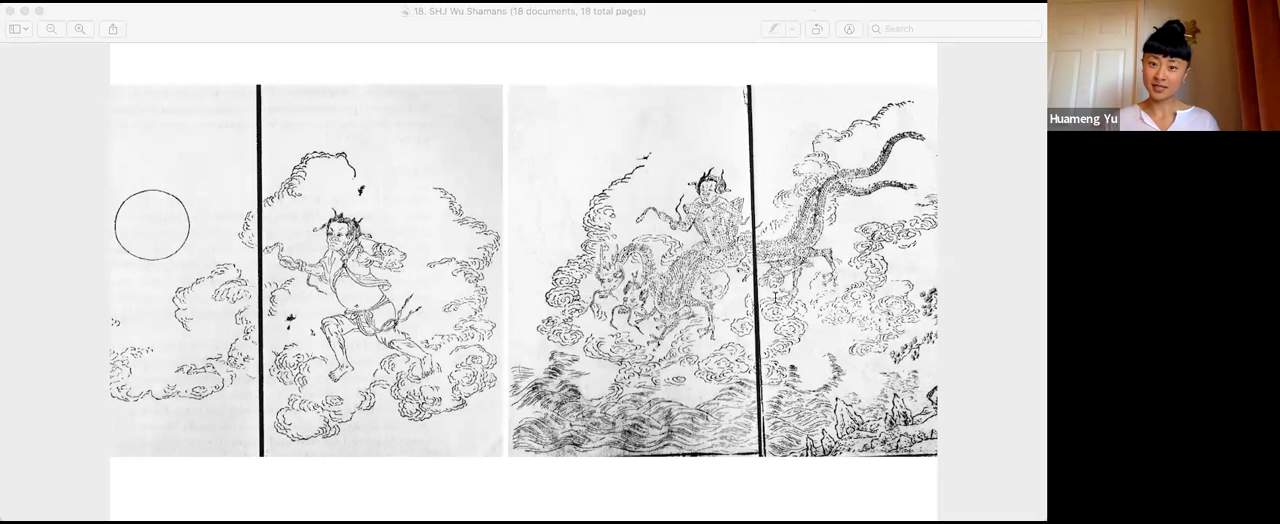 18. SHJ Wu Shamans (18 documents, 18 total pages)
Search
Huameng Yu